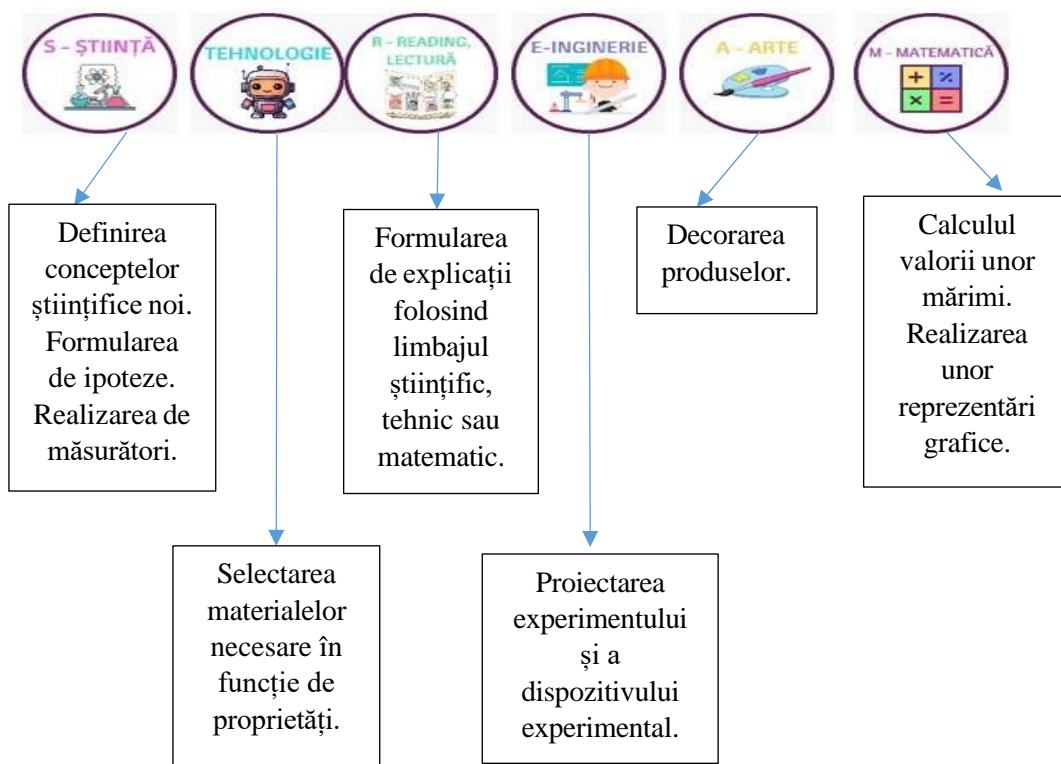 S - ȘTIINȚĂ
TEHNOLOGIE
R - READING,
LECTURĂ
E-INGINERIE
A - ARTE
M - MATEMATICĂ
+ %
× =
Definirea
conceptelor
științifice noi.
Formularea
de ipoteze.
Realizarea de
măsurători.
Formularea
de explicații
folosind
limbajul
științific,
tehnic sau
matematic.
Decorarea
produselor.
Calculul
valorii unor
mărimi.
Realizarea
unor
reprezentări
grafice.
Selectarea
materialelor
necesare în
funcție de
proprietăți.
Proiectarea
experimentului
și a
dispozitivului
experimental.